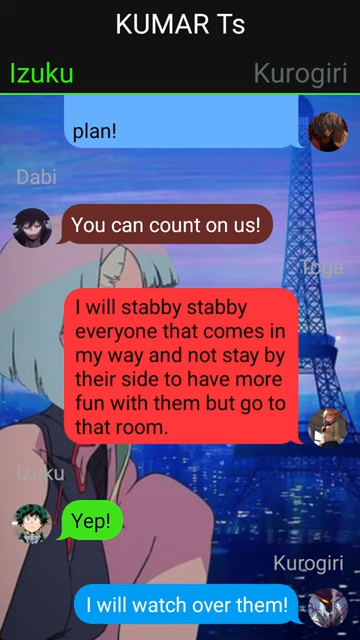 KUMAR Ts
Izuku
Kurogiri
plan!
Dabi
You can count on us!
Toga
I will stabby stabby
everyone that comes in
my way and not stay by
their side to have more
fun with them but go to
that room.
Izuku
Yep!
Kurogiri
I will watch over them!